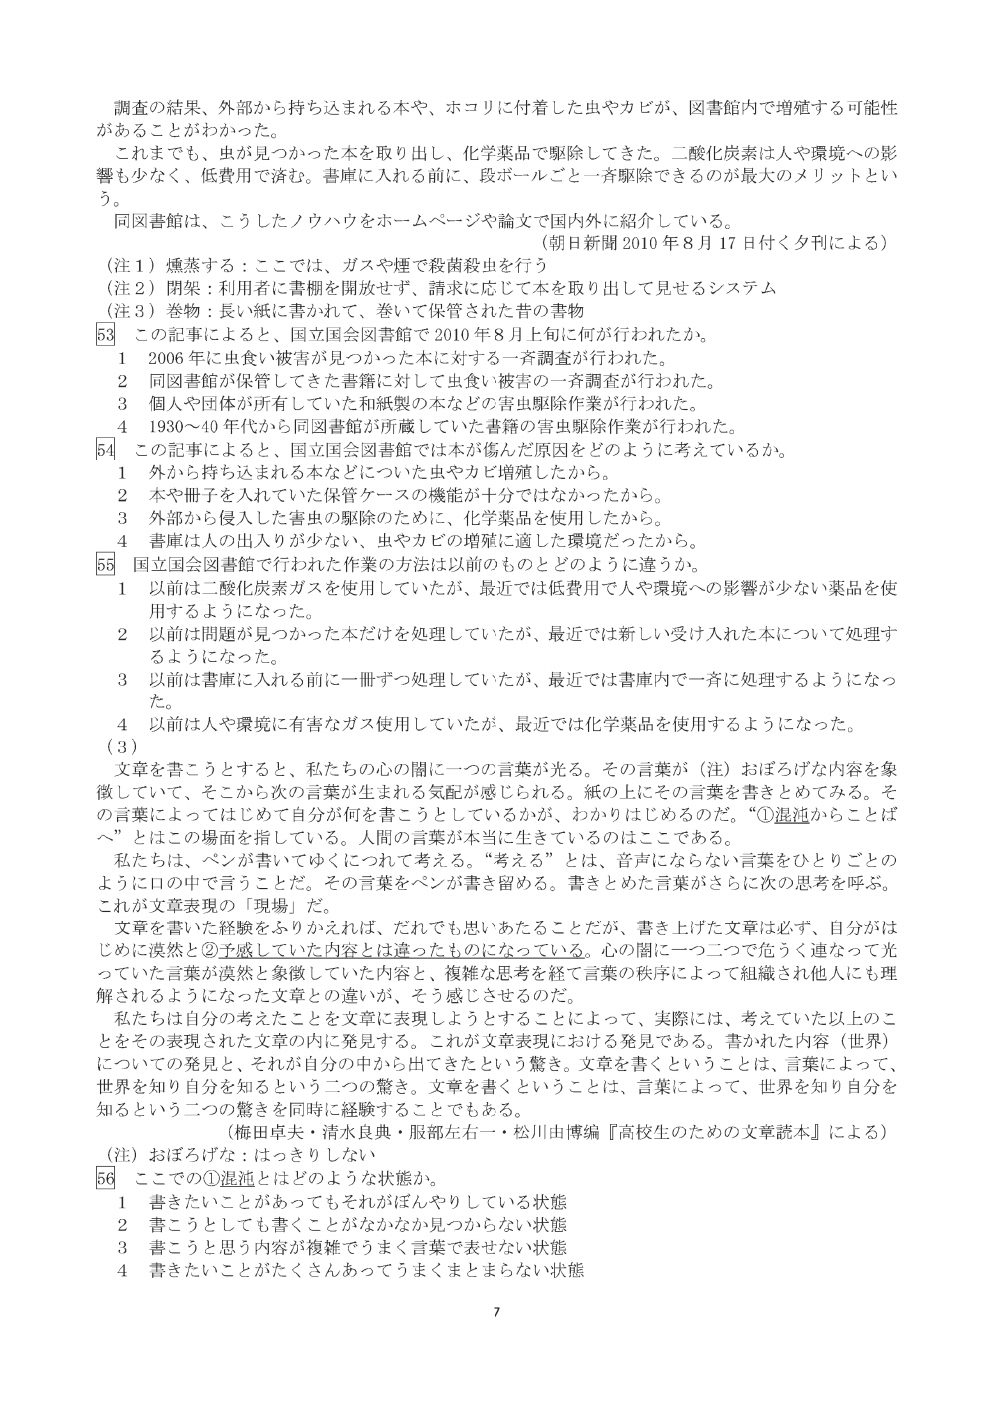 調査の結果、外部から持ち込まれる本や、ホコリに付着した虫やカビが、図書館内で増殖する可能性
があることがわかった。
これまでも、虫が見つかった本を取り出し、化学薬品で駆除してきた。二酸化炭素は人や環境への影
響も少なく、低費用で済む。書庫に入れる前に、段ボールごと一斉駆除できるのが最大のメリットとい
う。
同図書館は、こうしたノウハウをホームページや論文で国内外に紹介している。
（朝日新聞 2010 年８月 17 日付く夕刊による）
（注１）燻蒸する：ここでは、ガスや煙で殺菌殺虫を行う
（注２）閉架：利用者に書棚を開放せず、請求に応じて本を取り出して見せるシステム
（注３）巻物：長い紙に書かれて、巻いて保管された昔の書物
53 この記事によると、国立国会図書館で 2010 年８月上旬に何が行われたか。
1 2006 年に虫食い被害が見つかった本に対する一斉調査が行われた。
2 同図書館が保管してきた書籍に対して虫食い被害の一斉調査が行われた。
3 個人や団体が所有していた和紙製の本などの害虫駆除作業が行われた。
4 1930～40 年代から同図書館が所蔵していた書籍の害虫駆除作業が行われた。
54 この記事によると、国立国会図書館では本が傷んだ原因をどのように考えているか。
1 外から持ち込まれる本などについた虫やカビ増殖したから。
2 本や冊子を入れていた保管ケースの機能が十分ではなかったから。
3 外部から侵入した害虫の駆除のために、化学薬品を使用したから。
4 書庫は人の出入りが少ない、虫やカビの増殖に適した環境だったから。
55 国立国会図書館で行われた作業の方法は以前のものとどのように違うか。
1 以前は二酸化炭素ガスを使用していたが、最近では低費用で人や環境への影響が少ない薬品を使
用するようになった。
2 以前は問題が見つかった本だけを処理していたが、最近では新しい受け入れた本について処理す
るようになった。
3 以前は書庫に入れる前に一冊ずつ処理していたが、最近では書庫内で一斉に処理するようになっ
た。
4 以前は人や環境に有害なガス使用していたが、最近では化学薬品を使用するようになった。
（３）
文章を書こうとすると、私たちの心の闇に一つの言葉が光る。その言葉が（注）おぼろげな内容を象
徴していて、そこから次の言葉が生まれる気配が感じられる。紙の上にその言葉を書きとめてみる。そ
の言葉によってはじめて自分が何を書こうとしているかが、わかりはじめるのだ。“①混沌からことば
へ”とはこの場面を指している。人間の言葉が本当に生きているのはここである。
私たちは、ペンが書いてゆくにつれて考える。“考える”とは、音声にならない言葉をひとりごとの
ように口の中で言うことだ。その言葉をペンが書き留める。書きとめた言葉がさらに次の思考を呼ぶ。
これが文章表現の「現場」だ。
文章を書いた経験をふりかえれば、だれでも思いあたることだが、書き上げた文章は必ず、自分がは
じめに漠然と②予感していた内容とは違ったものになっている。心の闇に一つ二つで危うく連なって光
っていた言葉が漠然と象徴していた内容と、複雑な思考を経て言葉の秩序によって組織され他人にも理
解されるようになった文章との違いが、そう感じさせるのだ。
私たちは自分の考えたことを文章に表現しようとすることによって、実際には、考えていた以上のこ
とをその表現された文章の内に発見する。これが文章表現における発見である。書かれた内容（世界）
についての発見と、それが自分の中から出てきたという驚き。文章を書くということは、言葉によって、
世界を知り自分を知るという二つの驚き。文章を書くということは、言葉によって、世界を知り自分を
知るという二つの驚きを同時に経験することでもある。
（梅田卓夫・清水良典・服部左右一・松川由博編『高校生のための文章読本』による）
（注）おぼろげな：はっきりしない
56 ここでの①混沌とはどのような状態か。
1 書きたいことがあってもそれがぼんやりしている状態
2 書こうとしても書くことがなかなか見つからない状態
3 書こうと思う内容が複雑でうまく言葉で表せない状態
4 書きたいことがたくさんあってうまくまとまらない状態
7